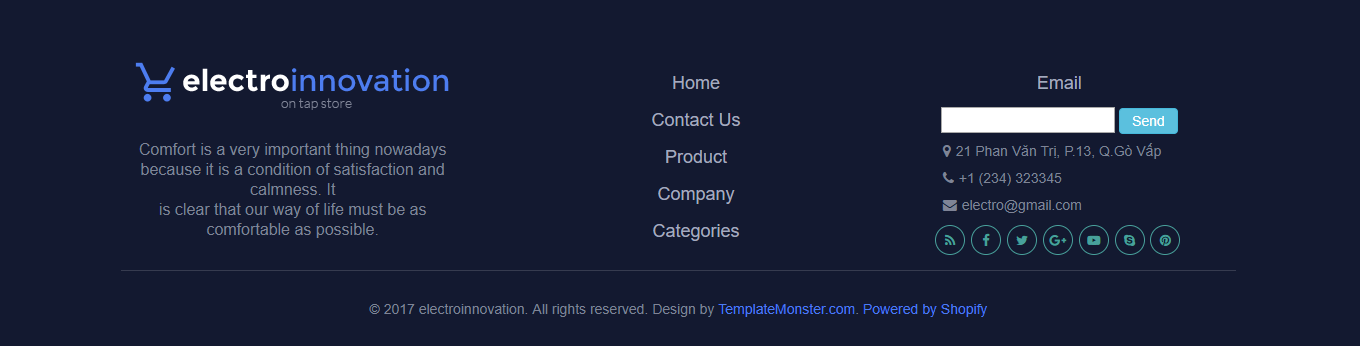 electroinnovation
on tap store
Comfort is a very important thing nowadays
because it is a condition of satisfaction and
calmness. It
is clear that our way of life must be as
comfortable as possible.
Home
Contact Us
Product
Company
Categories
Email
Send
21 Phan Văn Trị, P.13, Q.Gò Vấp
+1 (234) 323345
electro@gmail.com
© 2017 electroinnovation. All rights reserved. Design by TemplateMonster.com. Powered by Shopify